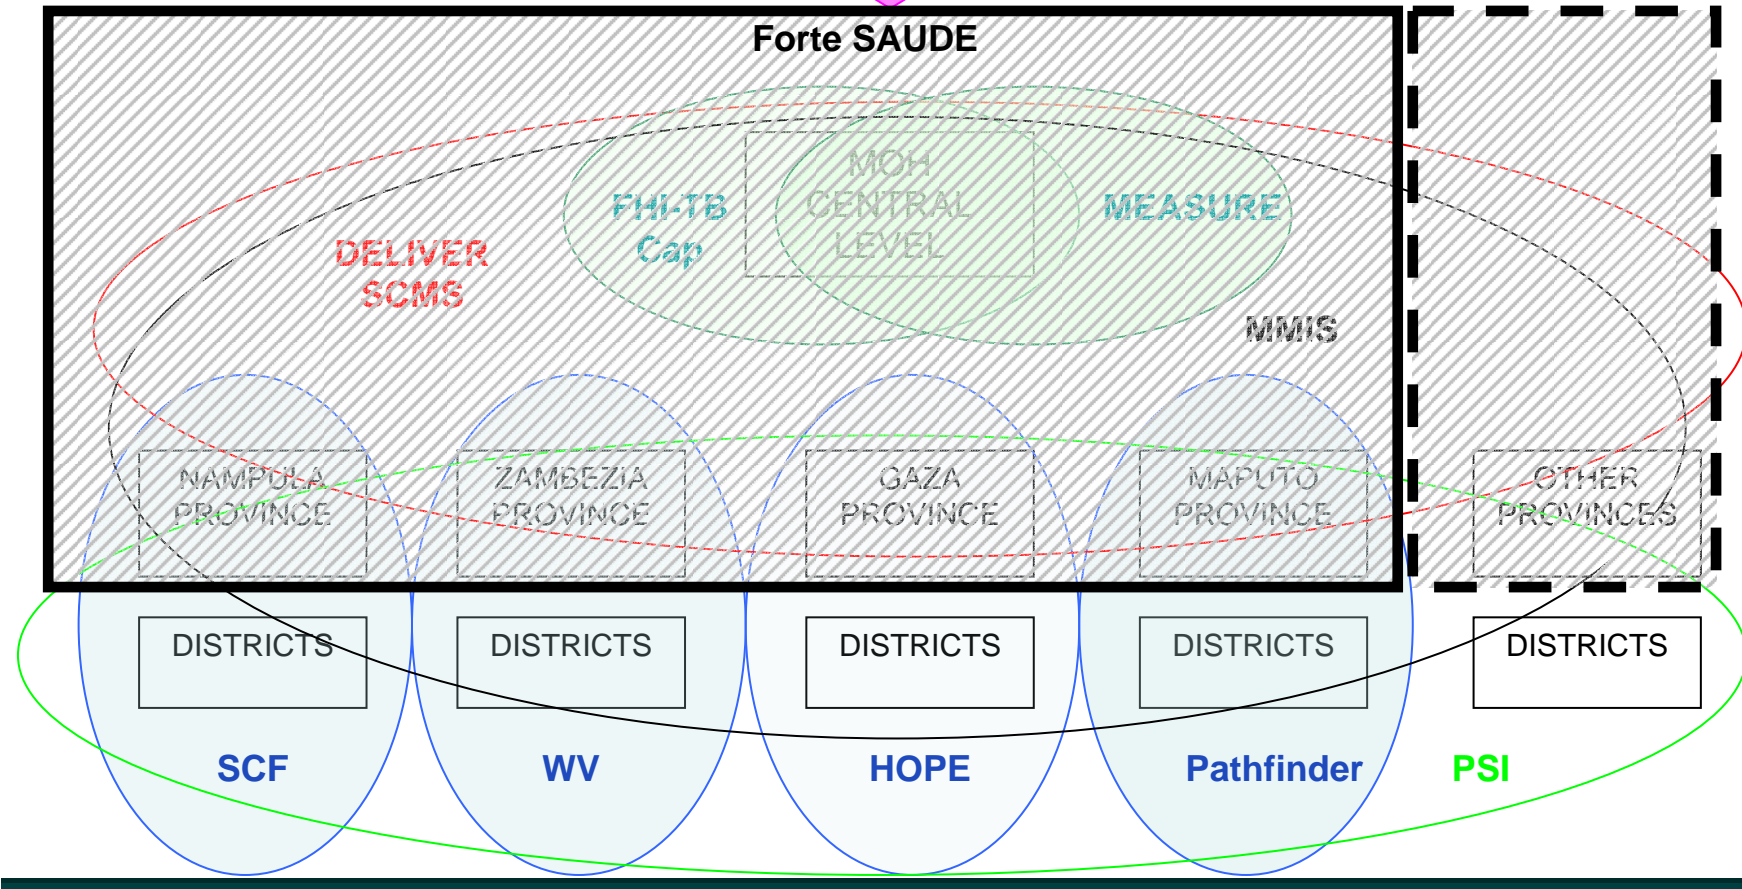 Forte SAUDE
MOH
CENTRAL
LEVEL
FHI-TB
Cap
MEASURE
DELIVER
SCMS
MMIS
NAMPULA
PROVINCE
ZAMBEZIA
PROVINCE
GAZA
PROVINCE
MAPUTO
PROVINCE
OTHER
PROVINCES
DISTRICTS
DISTRICTS
DISTRICTS
DISTRICTS
DISTRICTS
SCF
WV
HOPE
Pathfinder
PSI